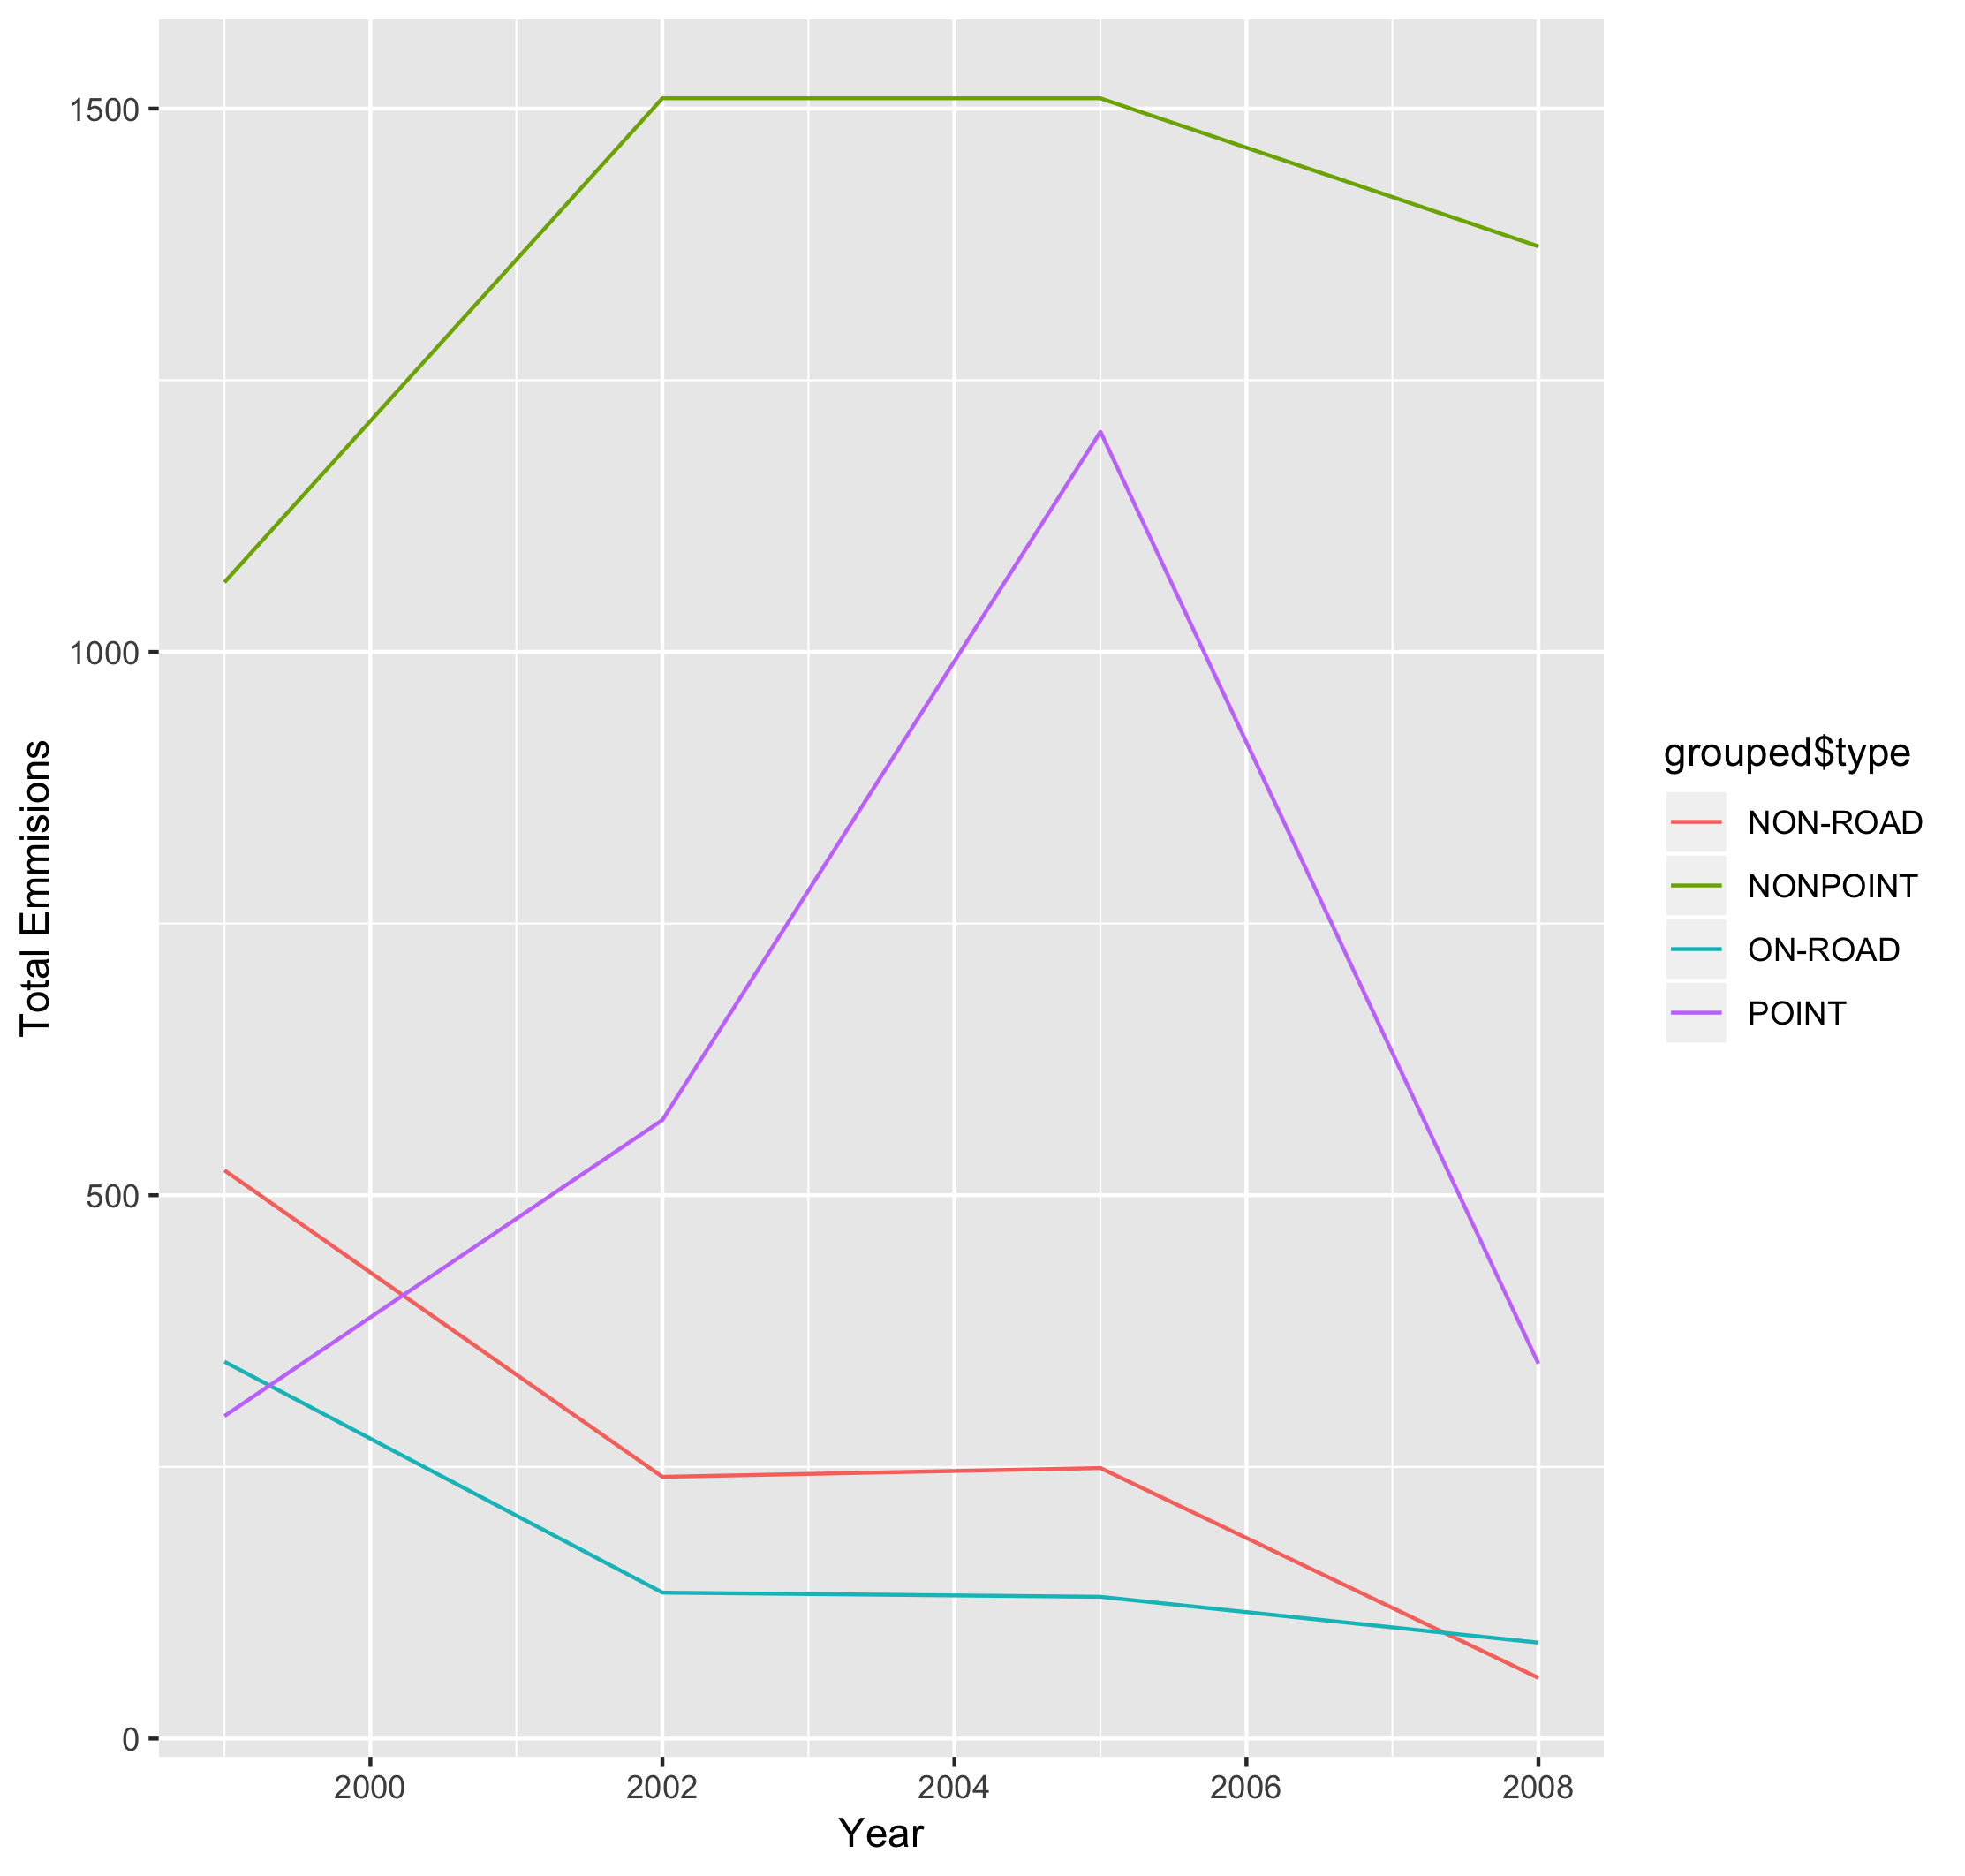 1500
1000
500
0
Total Emmisions
2000 2002 2004 2006 2008
Year
grouped$type
NON-ROAD
NONPOINT
ON-ROAD
POINT